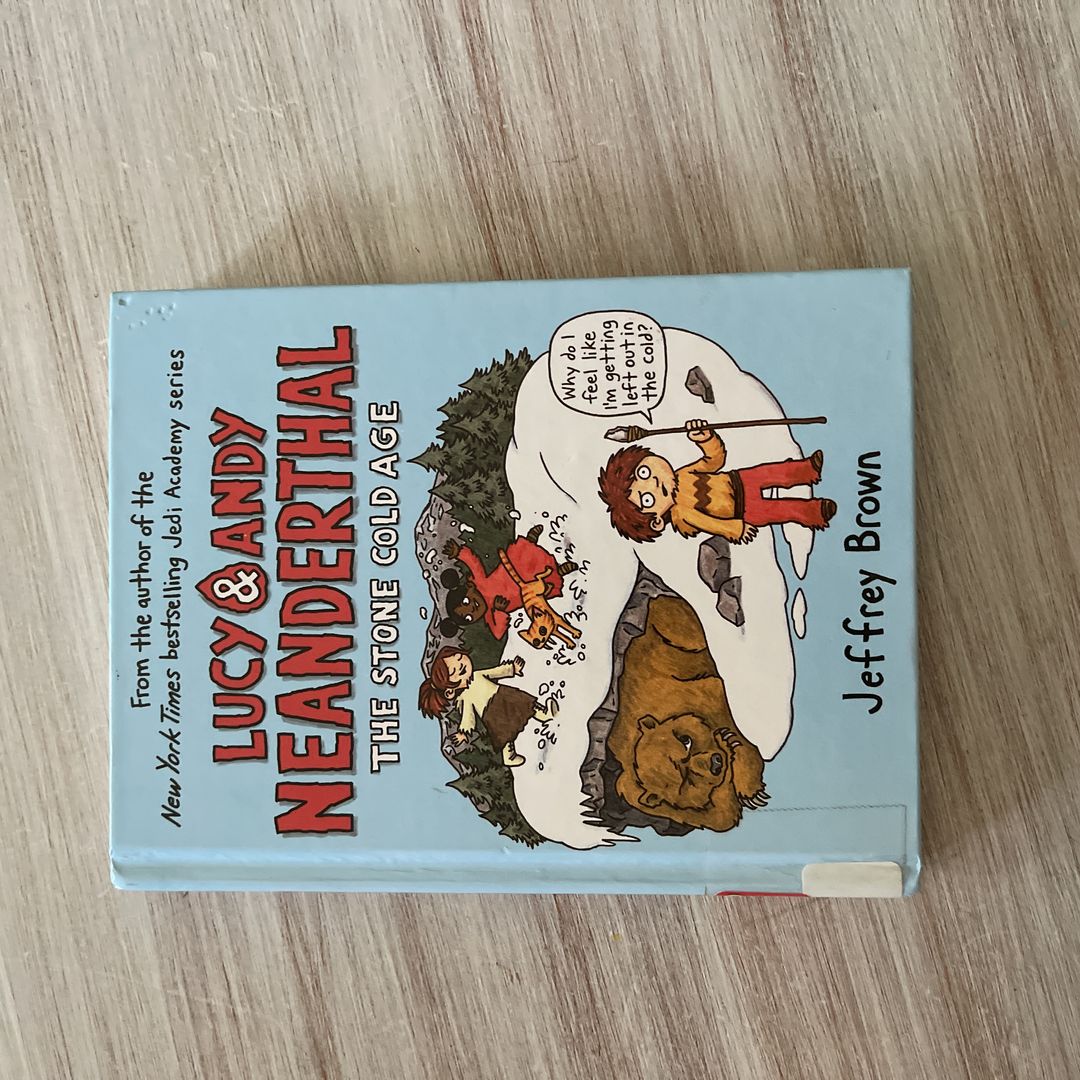 From the author of the
New York Times bestselling Jedi Academy series
LUCY & ANDY
NEANDERTHAL
THE STONE COLD AGE
Why do I
feel like
I'm getting
left out in
the cold?
Jeffrey Brown